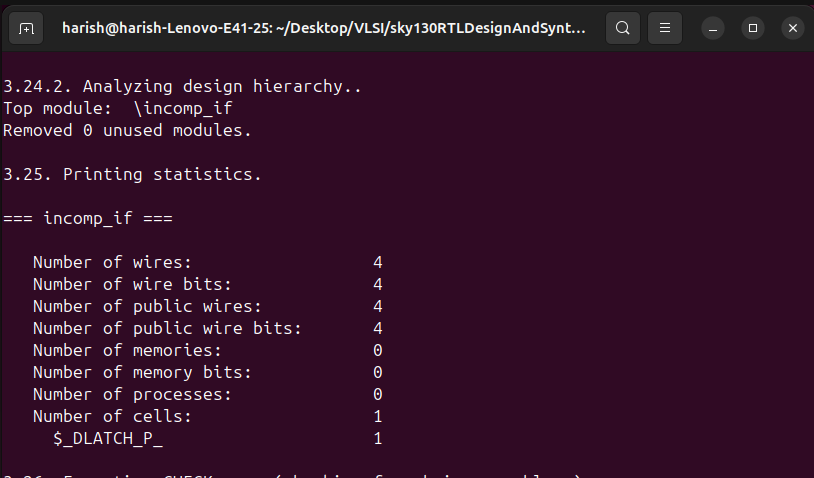 harish@harish-Lenovo-E41-25: ~/Desktop/VLSI/sky130RTLDesignAndSynt...
3.24.2. Analyzing design hierarchy..
Top module:  \incomp_if
Removed 0 unused modules.
3.25. Printing statistics.
=== incomp_if ===
Number of wires: 4
Number of wire bits: 4
Number of public wires: 4
Number of public wire bits: 4
Number of memories: 0
Number of memory bits: 0
Number of processes: 0
Number of cells: 1
$_DLATCH_P_ 1